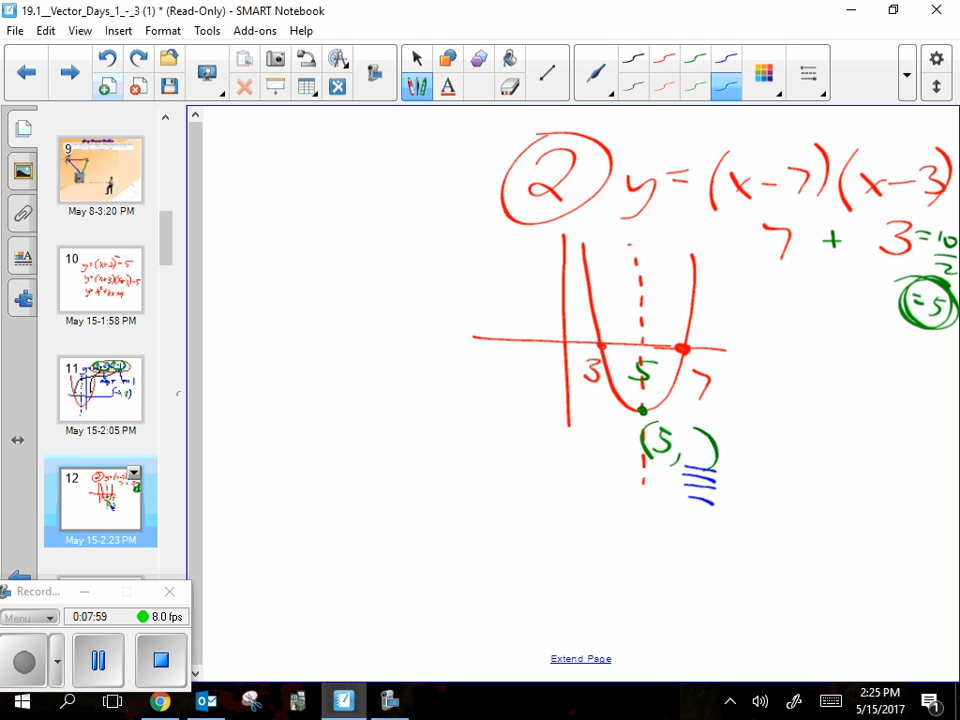 19.1__Vector_Days_1_-_3 (1) * (Read-Only) - SMART Notebook
File Edit View Insert Format Tools Add-ons Help
9
May 8-3:20 PM
10
May 15-1:58 PM
11
May 15-2:05 PM
12
May 15-2:23 PM
2 y = (x-7)(x-3)
7 + 3 = 10
2
= 5
3 5 7
(5, )
Extend Page
Record...
Menu
0:07:59 8.0 fps
2:25 PM
5/15/2017
1